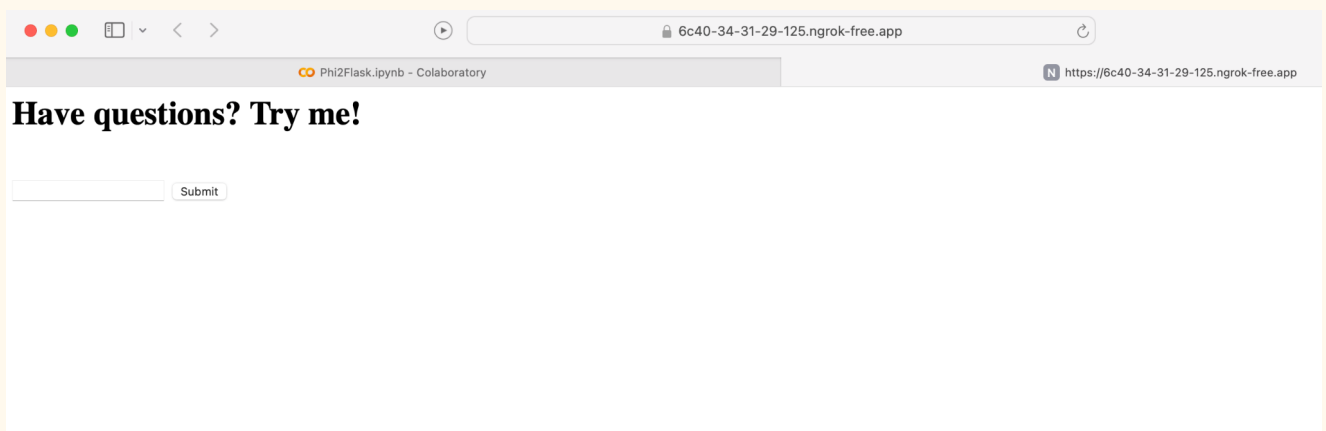 6c40-34-31-29-125.ngrok-free.app
Phi2Flask.ipynb - Colaboratory
N https://6c40-34-31-29-125.ngrok-free.app
Have questions? Try me!
Submit